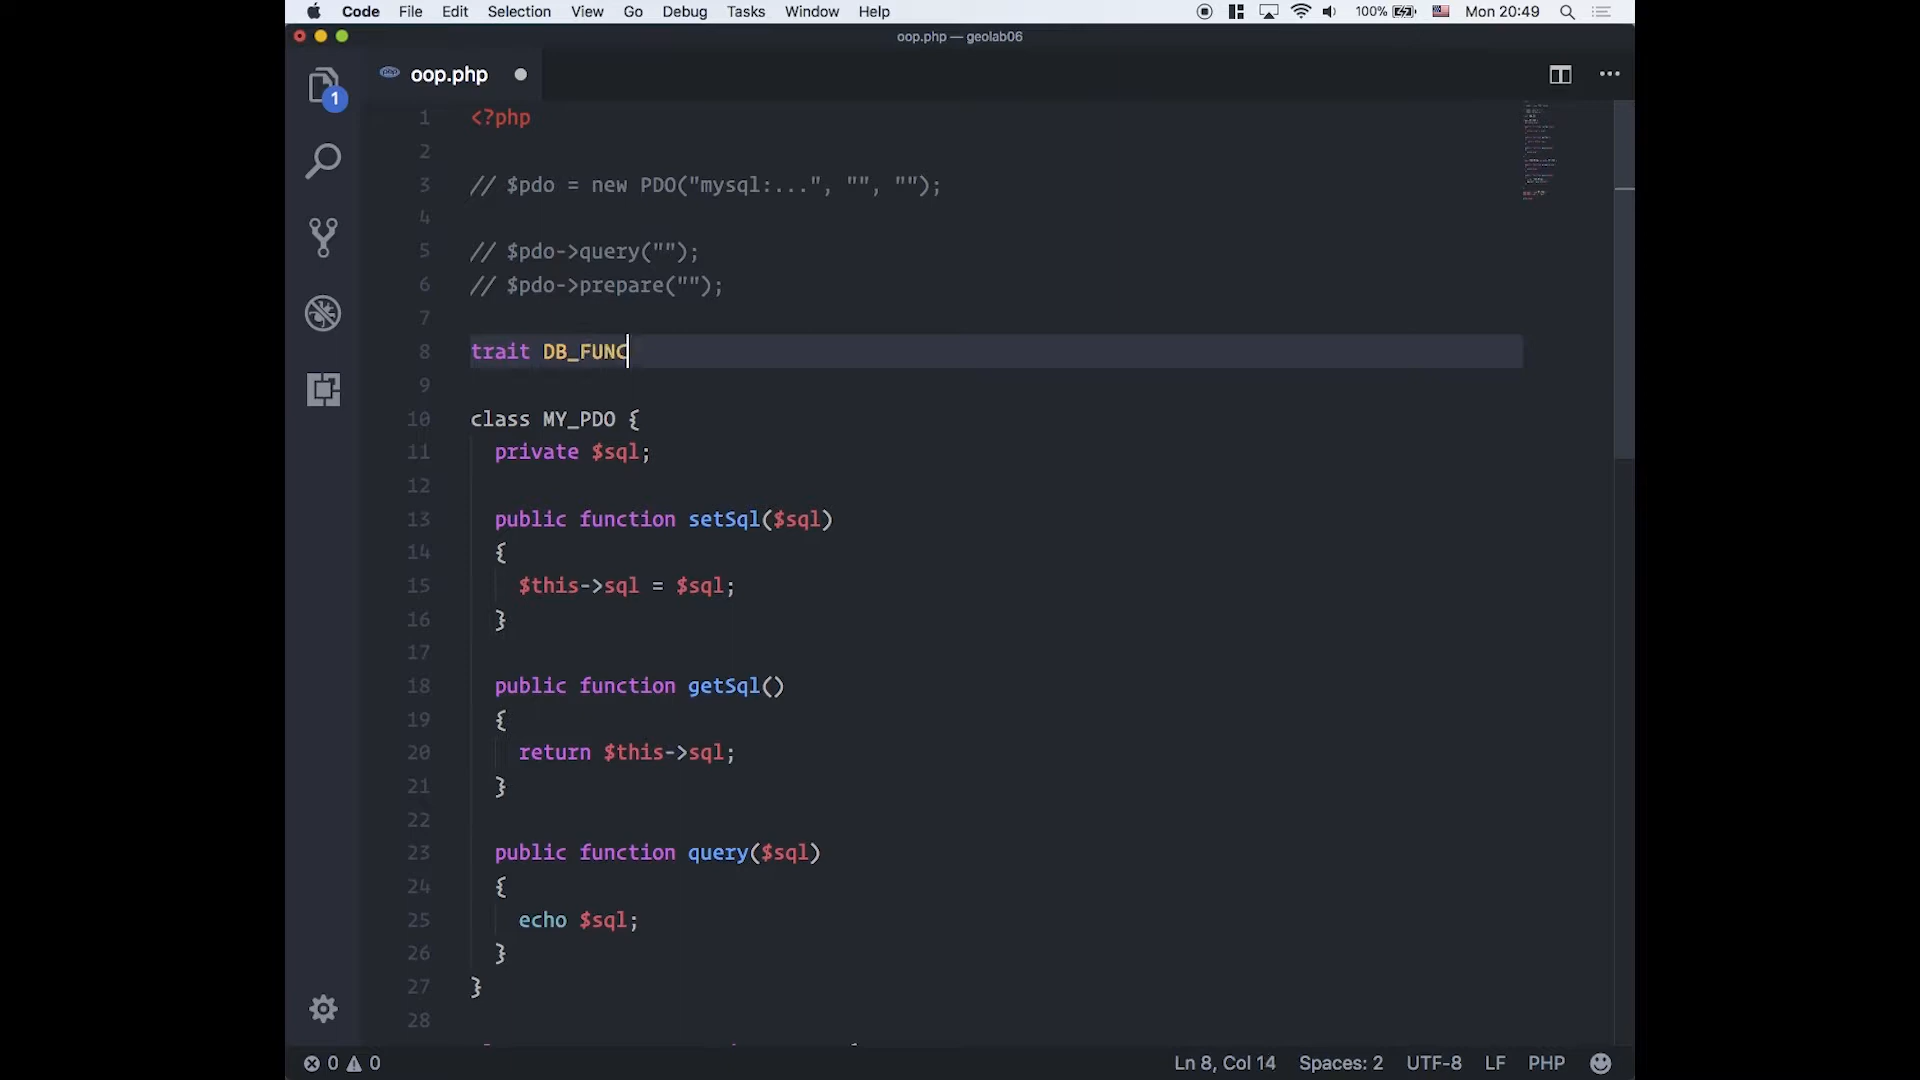 Code File Edit Selection View Go Debug Tasks Window Help 100% Mon 20:49
oop.php — geolab06
php oop.php
1
1 <?php
2
3 // $pdo = new PDO("mysql:...", "", "");
4
5 // $pdo->query("");
6 // $pdo->prepare("");
7
8 trait DB_FUNC
9
10 class MY_PDO {
11 private $sql;
12
13 public function setSql($sql)
14 {
15 $this->sql = $sql;
16 }
17
18 public function getSql()
19 {
20 return $this->sql;
21 }
22
23 public function query($sql)
24 {
25 echo $sql;
26 }
27 }
28
0 0 Ln 8, Col 14 Spaces: 2 UTF-8 LF PHP